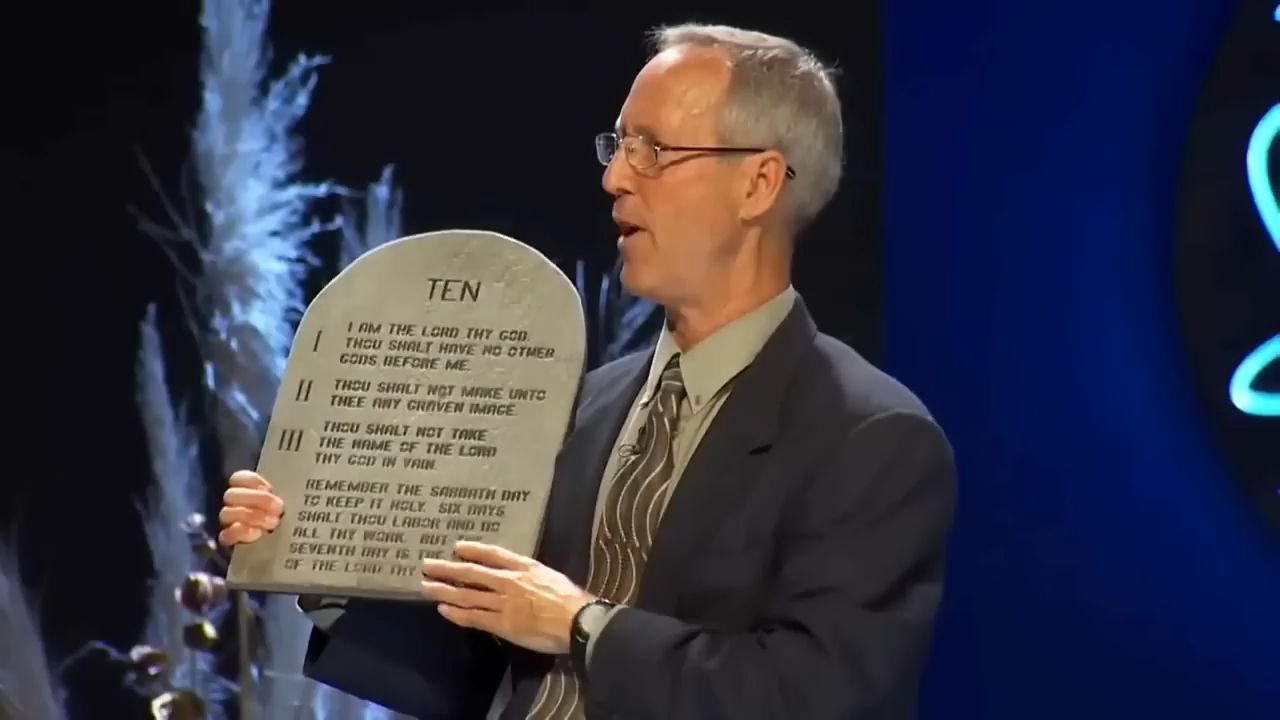 TEN
I I AM THE LORD THY GOD.
THOU SHALT HAVE NO OTHER
GODS BEFORE ME.
II THOU SHALT NOT MAKE UNTO
THEE ANY GRAVEN IMAGE.
III THOU SHALT NOT TAKE
THE NAME OF THE LORD
THY GOD IN VAIN.
REMEMBER THE SABBATH DAY
TO KEEP IT HOLY. SIX DAYS
SHALT THOU LABOR AND DO
ALL THY WORK. BUT THE
SEVENTH DAY IS THE
OF THE LORD THY